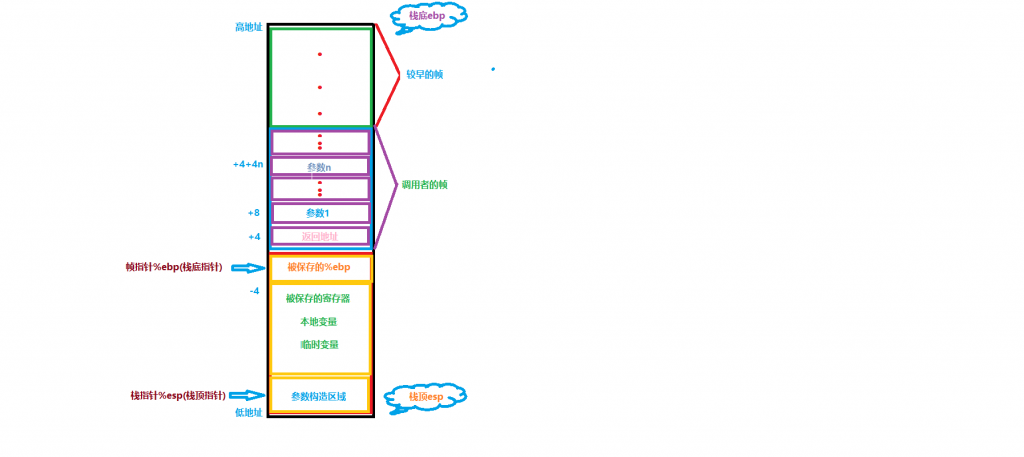 栈底ebp
高地址
较早的帧
+4+4n
参数n
调用者的帧
+8
参数1
+4
返回地址
帧指针%ebp(栈底指针)
被保存的%ebp
-4
被保存的寄存器
本地变量
临时变量
栈指针%esp(栈顶指针)
参数构造区域
栈顶esp
低地址